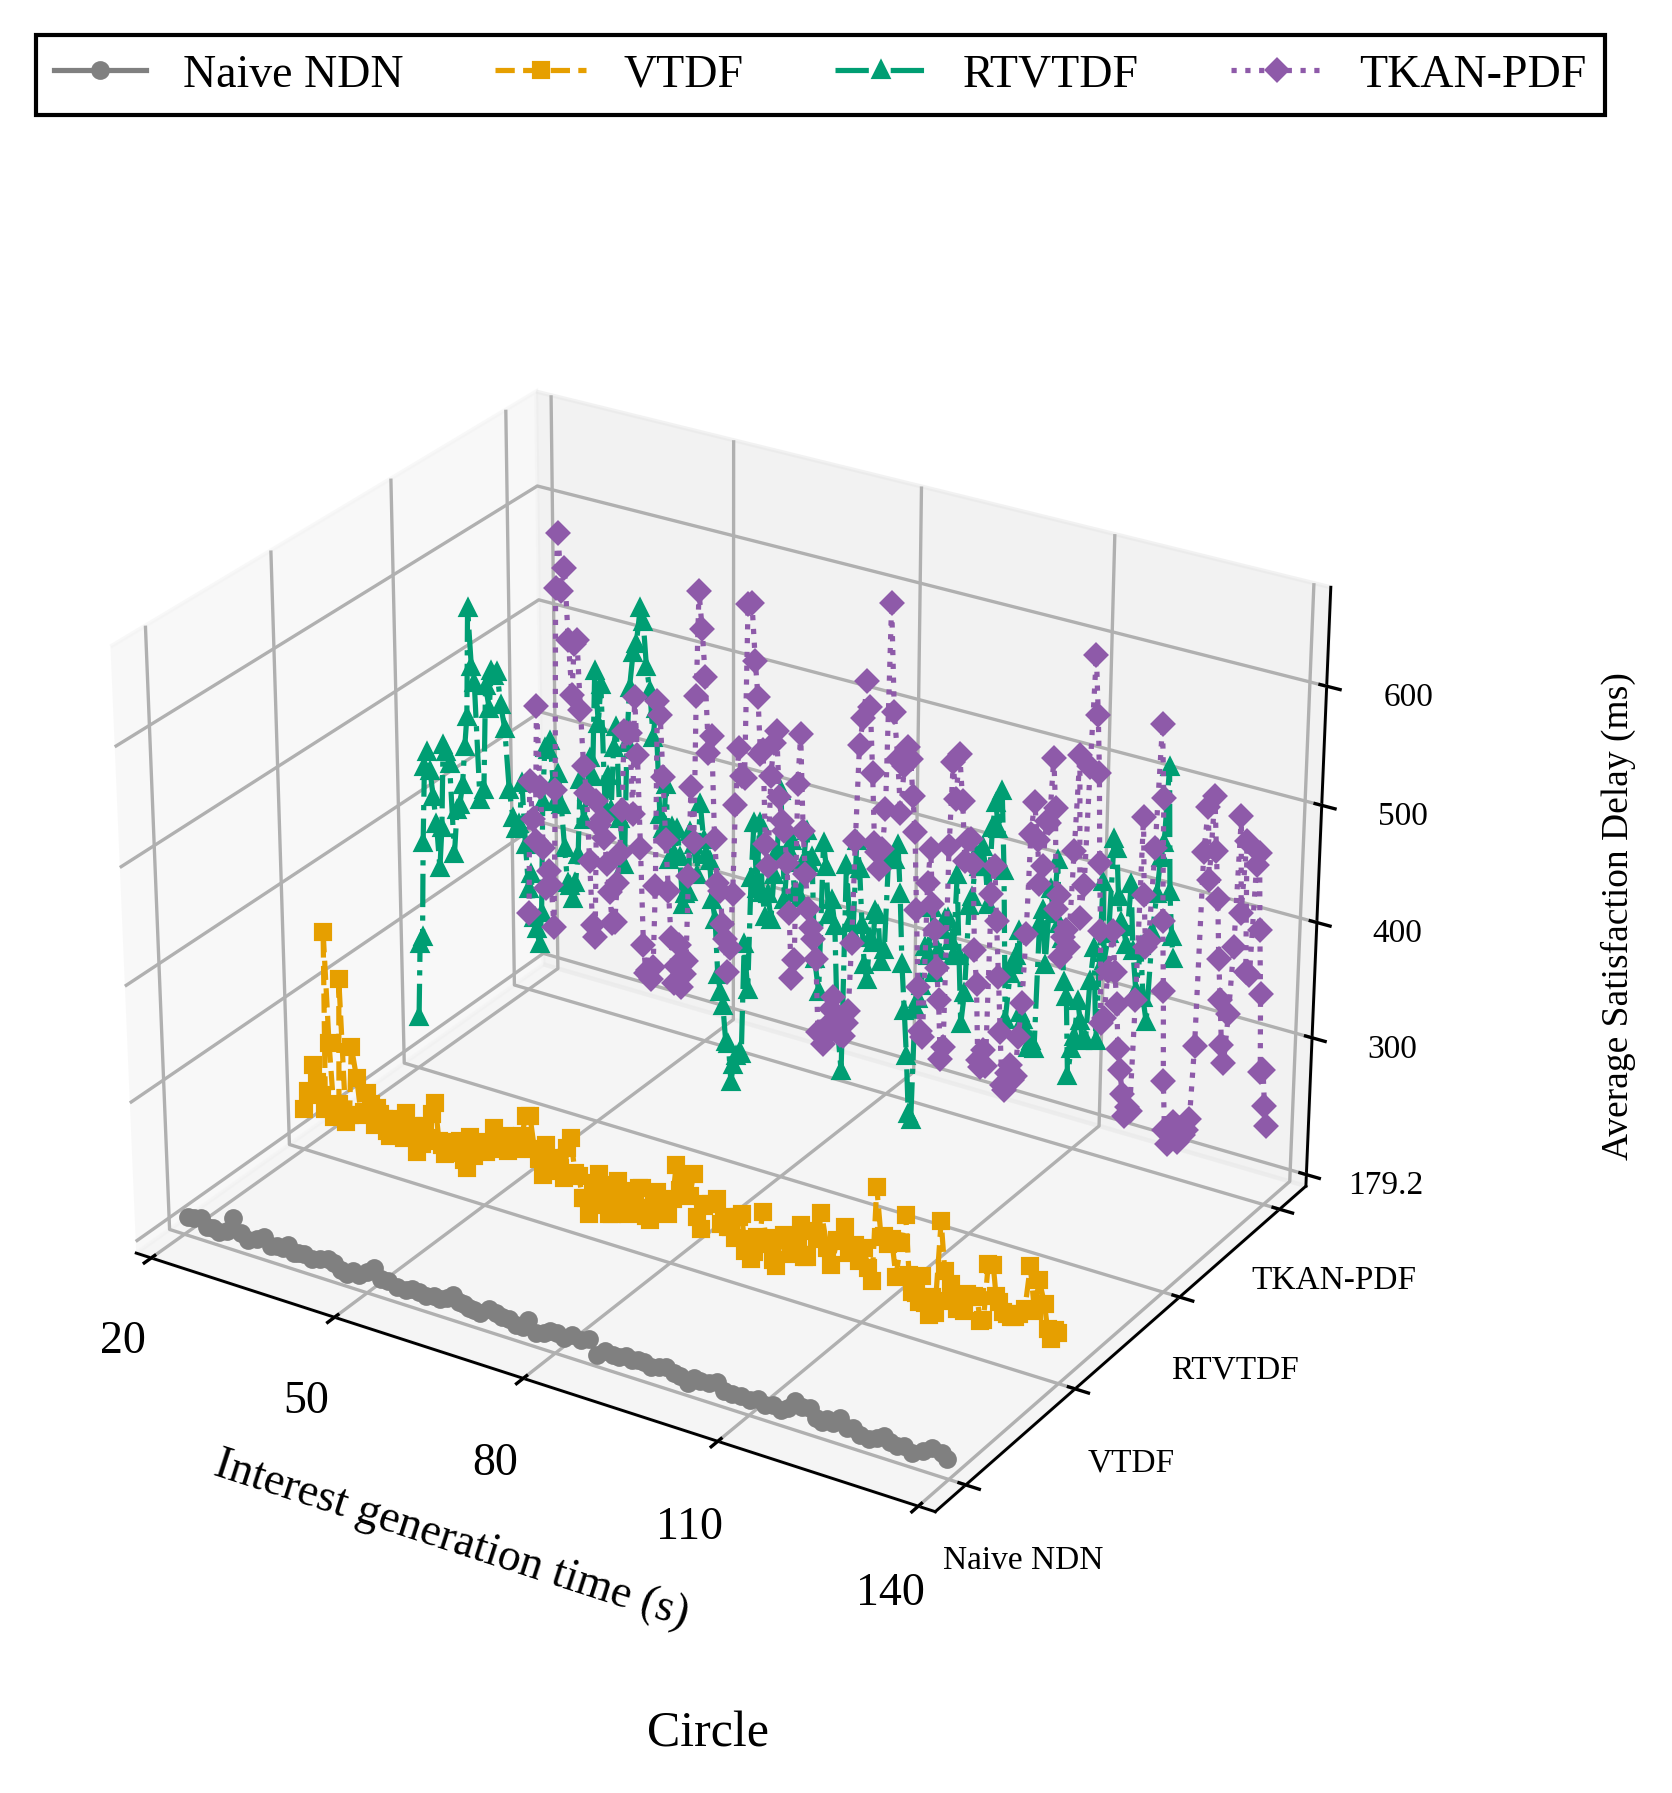 Naive NDN VTDF RTVTDF TKAN-PDF
600
500
400
300
179.2
Average Satisfaction Delay (ms)
TKAN-PDF
RTVTDF
VTDF
Naive NDN
20
50
80
110
140
Interest generation time (s)
Circle